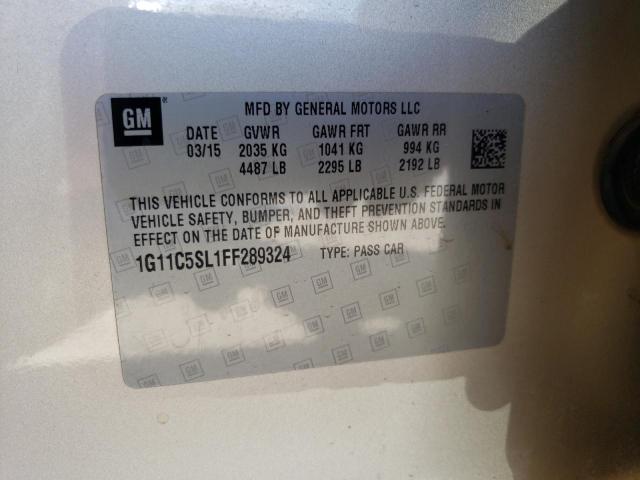 GM
MFD BY GENERAL MOTORS LLC
DATE GVWR GAWR FRT GAWR RR
03/15 2035 KG 1041 KG 994 KG
4487 LB 2295 LB 2192 LB
THIS VEHICLE CONFORMS TO ALL APPLICABLE U.S. FEDERAL MOTOR
VEHICLE SAFETY, BUMPER, AND THEFT PREVENTION STANDARDS IN
EFFECT ON THE DATE OF MANUFACTURE SHOWN ABOVE.
1G11C5SL1FF289324 TYPE: PASS CAR